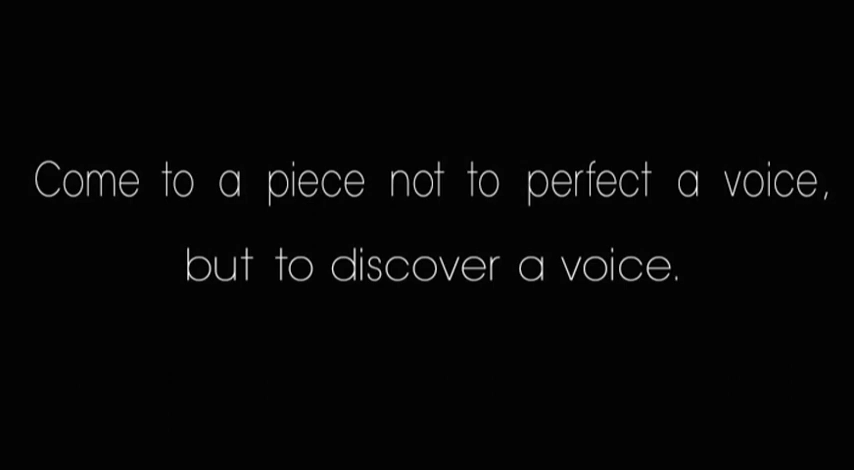 Come to a piece not to perfect a voice,
but to discover a voice.